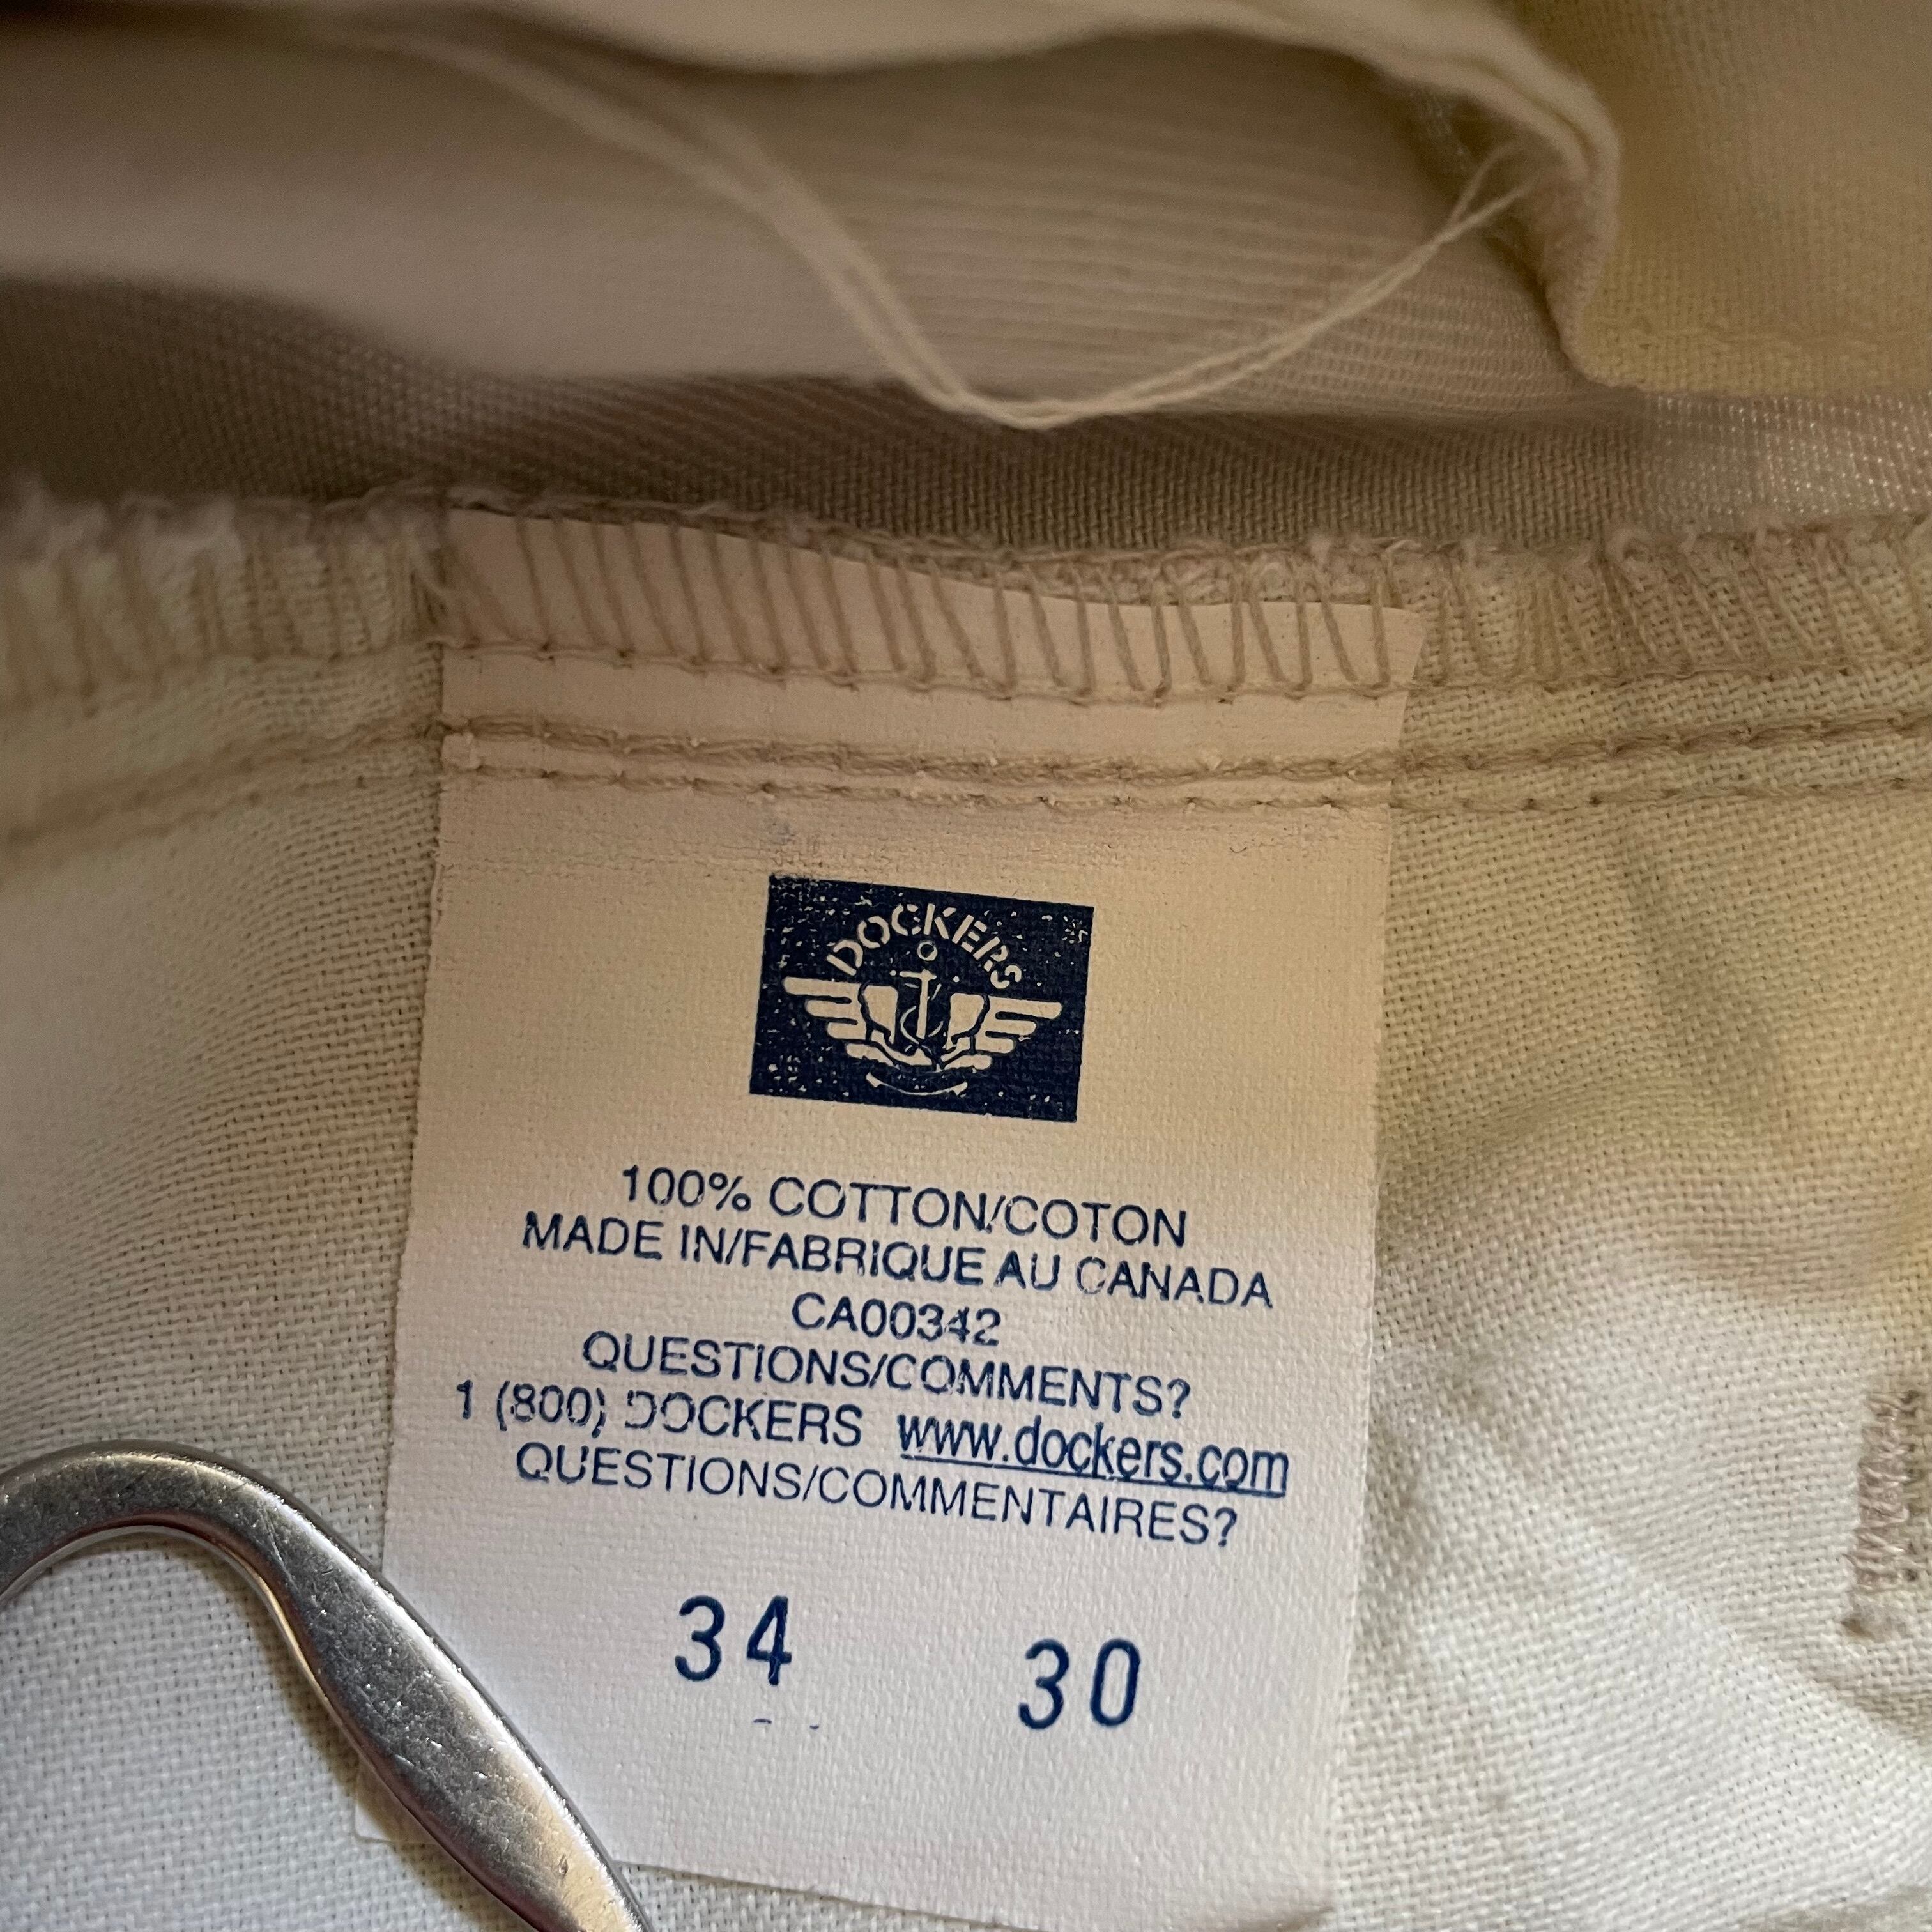 DOCKERS
100% COTTON/COTON
MADE IN/FABRIQUE AU CANADA
CA00342
QUESTIONS/COMMENTS?
1 (800) DOCKERS www.dockers.com
QUESTIONS/COMMENTAIRES?
34 30